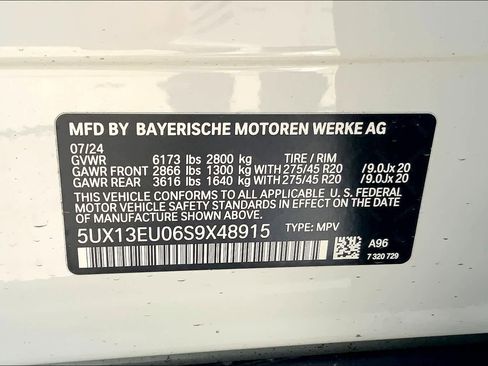 MFD BY BAYERISCHE MOTOREN WERKE AG
07/24
GVWR 6173 lbs 2800 kg TIRE / RIM
GAWR FRONT 2866 lbs 1300 kg WITH 275/45 R20 /9.0Jx 20
GAWR REAR 3616 lbs 1640 kg WITH 275/45 R20 /9.0Jx 20
THIS VEHICLE CONFORMS TO ALL APPLICABLE U. S. FEDERAL
MOTOR VEHICLE SAFETY STANDARDS IN EFFECT ON THE
DATE OF MANUFACTURE SHOWN ABOVE.
5UX13EU06S9X48915 TYPE: MPV
A96
7 320 729